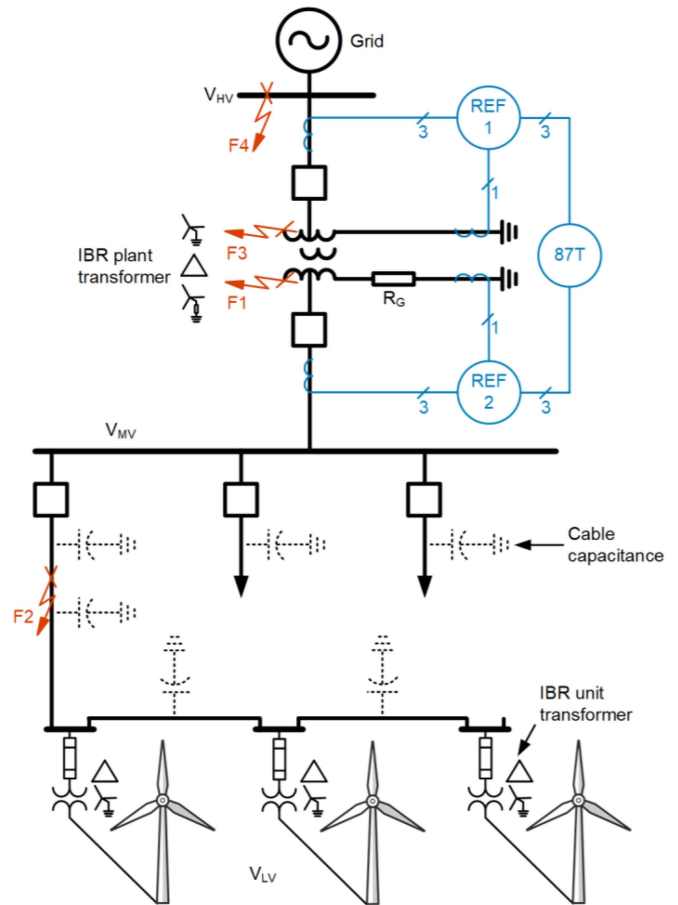 Grid
V_HV
F4
3
REF
1
3
1
F3
IBR plant
transformer
F1
R_G
87T
1
3
REF
2
3
V_MV
Cable
capacitance
F2
IBR unit
transformer
V_LV